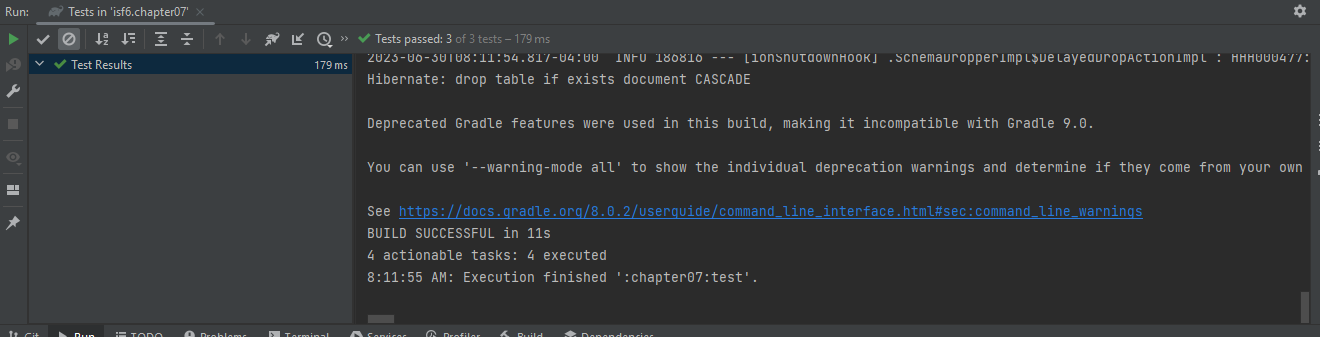 Run: Tests in 'isf6.chapter07'
Tests passed: 3 of 3 tests – 179 ms
Test Results 179 ms
2023-06-30T08:11:54.817-04:00 INFO 186816 --- [ionShutdownHook] .SchemaDropperImpl$DelayedDropActionImpl : HHH000477:
Hibernate: drop table if exists document CASCADE
Deprecated Gradle features were used in this build, making it incompatible with Gradle 9.0.
You can use '--warning-mode all' to show the individual deprecation warnings and determine if they come from your own
See https://docs.gradle.org/8.0.2/userguide/command_line_interface.html#sec:command_line_warnings
BUILD SUCCESSFUL in 11s
4 actionable tasks: 4 executed
8:11:55 AM: Execution finished ':chapter07:test'.
Git Run TODO Problems Terminal Services Profiler Build Dependencies